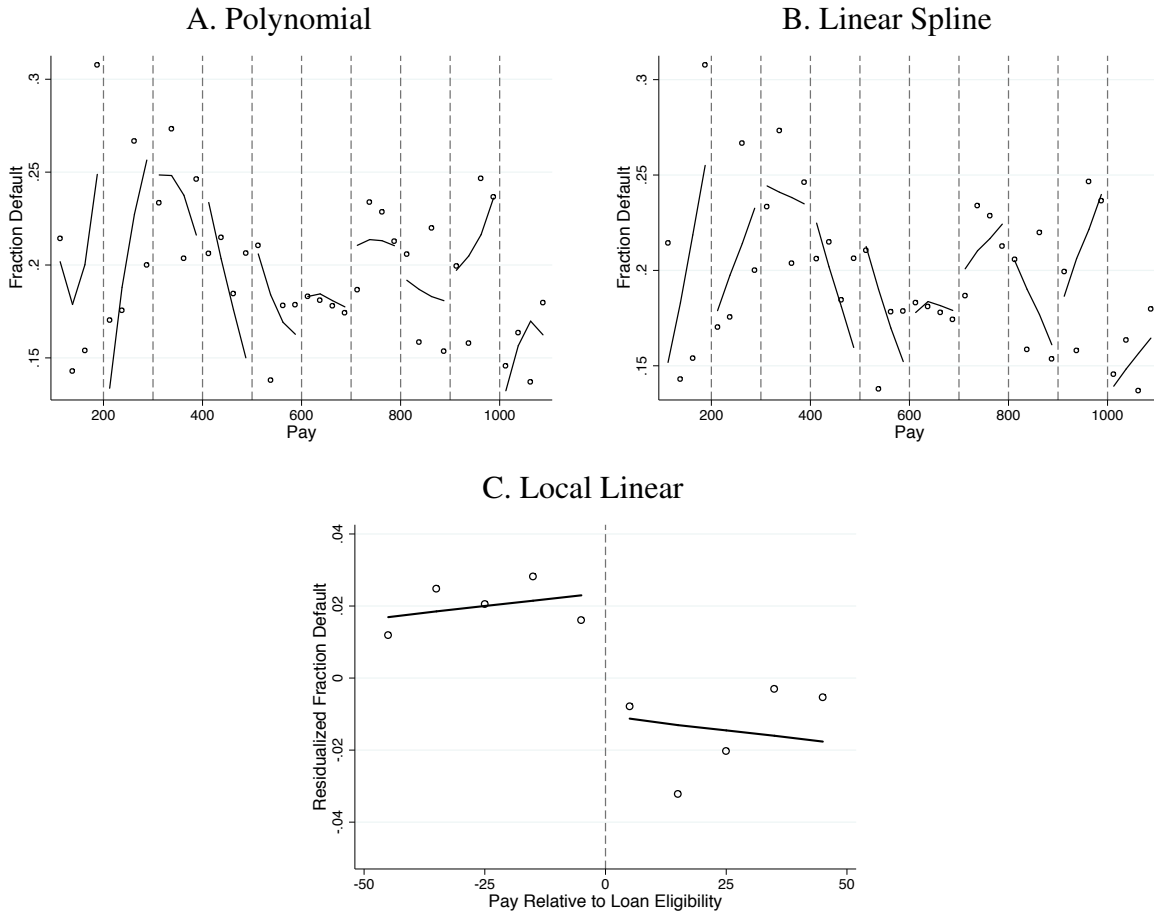 A. Polynomial
Fraction Default
.3
.25
.2
.15
200 400 600 800 1000
Pay
B. Linear Spline
Fraction Default
.3
.25
.2
.15
200 400 600 800 1000
Pay
C. Local Linear
Residualized Fraction Default
.04
.02
0
-.02
-.04
-50 -25 0 25 50
Pay Relative to Loan Eligibility